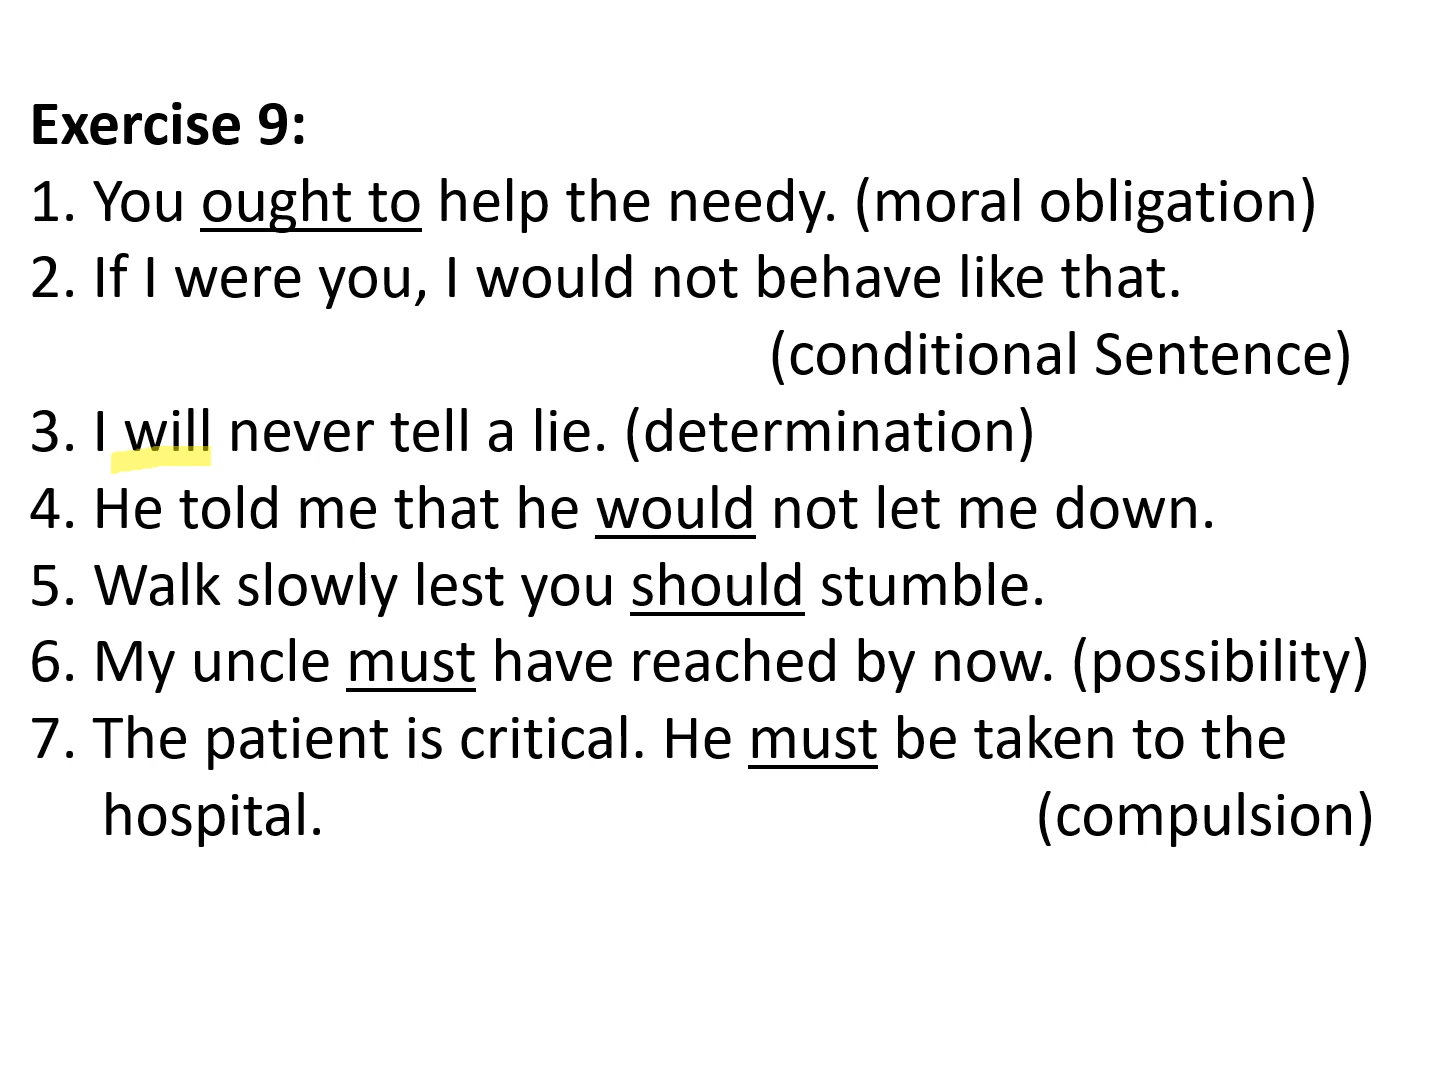 Exercise 9:
1. You ought to help the needy. (moral obligation)
2. If I were you, I would not behave like that.
(conditional Sentence)
3. I will never tell a lie. (determination)
4. He told me that he would not let me down.
5. Walk slowly lest you should stumble.
6. My uncle must have reached by now. (possibility)
7. The patient is critical. He must be taken to the
hospital. (compulsion)